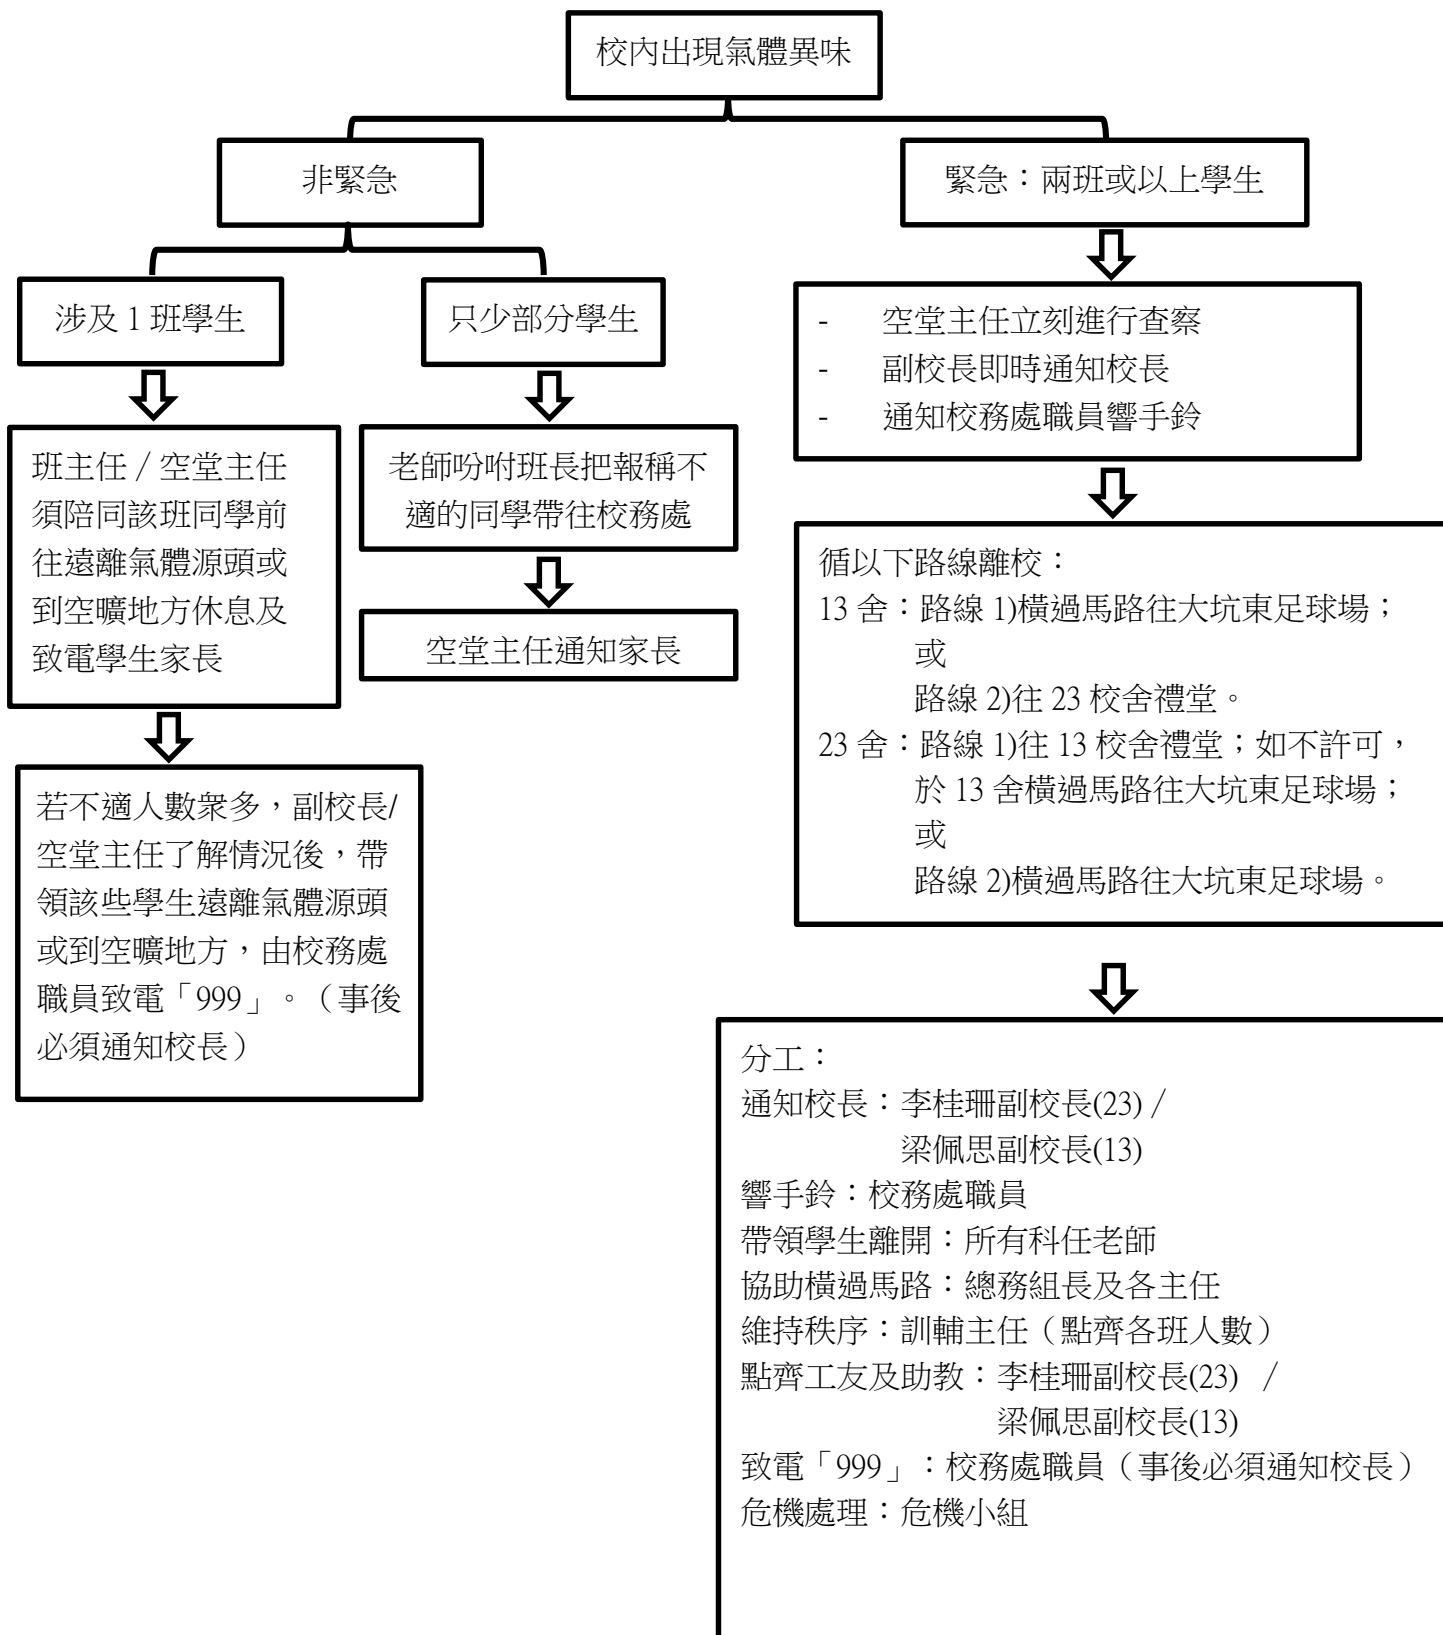 校內出現氣體異味
非緊急
緊急：兩班或以上學生
涉及 1 班學生
只少部分學生
班主任 / 空堂主任
須陪同該班同學前
往遠離氣體源頭或
到空曠地方休息及
致電學生家長
老師吩咐班長把報稱不
適的同學帶往校務處
空堂主任通知家長
若不適人數衆多，副校長/
空堂主任了解情況後，帶
領該些學生遠離氣體源頭
或到空曠地方，由校務處
職員致電「999」。（事後
必須通知校長）
- 空堂主任立刻進行查察
- 副校長即時通知校長
- 通知校務處職員響手鈴
循以下路線離校：
13 舍：路線 1)橫過馬路往大坑東足球場；
或
路線 2)往 23 校舍禮堂。
23 舍：路線 1)往 13 校舍禮堂；如不許可，
於 13 舍橫過馬路往大坑東足球場；
或
路線 2)橫過馬路往大坑東足球場。
分工：
通知校長：李桂珊副校長(23) /
梁佩思副校長(13)
響手鈴：校務處職員
帶領學生離開：所有科任老師
協助橫過馬路：總務組長及各主任
維持秩序：訓輔主任（點齊各班人數）
點齊工友及助教：李桂珊副校長(23) /
梁佩思副校長(13)
致電「999」：校務處職員（事後必須通知校長）
危機處理：危機小組